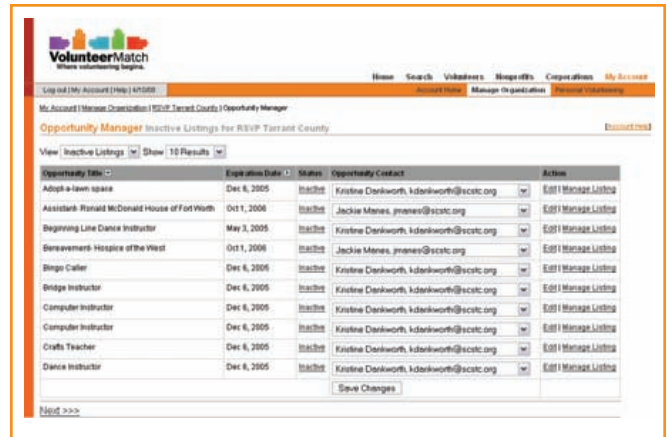 VolunteerMatch
Where volunteering begins.
Home Search Volunteers Nonprofits Corporations My Account
Log out | My Account | Help |
Account Home Manage Organization Personal Volunteering
My Account | Manage Organization | RSVP Tarrant County | Opportunity Manager
Opportunity Manager Inactive Listings for RSVP Tarrant County [Account Help]
View Inactive Listings Show 10 Results
Opportunity Title Expiration Date Status Opportunity Contact Action
Adopt-a-lawn space Dec 6, 2005 Inactive Kristine Dankworth, kdankworth@scstc.org Edit | Manage Listing
Assistant- Ronald McDonald House of Fort Worth Oct 1, 2006 Inactive Jackie Manes, jmanes@scstc.org Edit | Manage Listing
Beginning Line Dance Instructor May 3, 2005 Inactive Kristine Dankworth, kdankworth@scstc.org Edit | Manage Listing
Bereavement- Hospice of the West Oct 1, 2006 Inactive Jackie Manes, jmanes@scstc.org Edit | Manage Listing
Bingo Caller Dec 6, 2005 Inactive Kristine Dankworth, kdankworth@scstc.org Edit | Manage Listing
Bridge Instructor Dec 6, 2005 Inactive Kristine Dankworth, kdankworth@scstc.org Edit | Manage Listing
Computer Instructor Dec 6, 2005 Inactive Kristine Dankworth, kdankworth@scstc.org Edit | Manage Listing
Computer Instructor Dec 6, 2005 Inactive Kristine Dankworth, kdankworth@scstc.org Edit | Manage Listing
Crafts Teacher Dec 6, 2005 Inactive Kristine Dankworth, kdankworth@scstc.org Edit | Manage Listing
Dance Instructor Dec 6, 2005 Inactive Kristine Dankworth, kdankworth@scstc.org Edit | Manage Listing
Save Changes
Next >>>